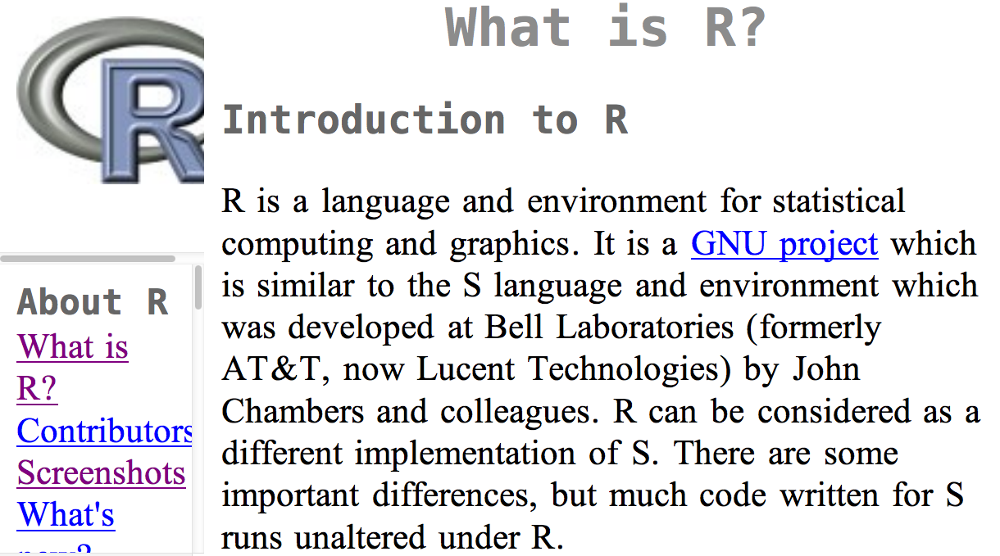 R
About R
What is
R?
Contributors
Screenshots
What's
new?
What is R?
Introduction to R
R is a language and environment for statistical
computing and graphics. It is a GNU project which
is similar to the S language and environment which
was developed at Bell Laboratories (formerly
AT&T, now Lucent Technologies) by John
Chambers and colleagues. R can be considered as a
different implementation of S. There are some
important differences, but much code written for S
runs unaltered under R.